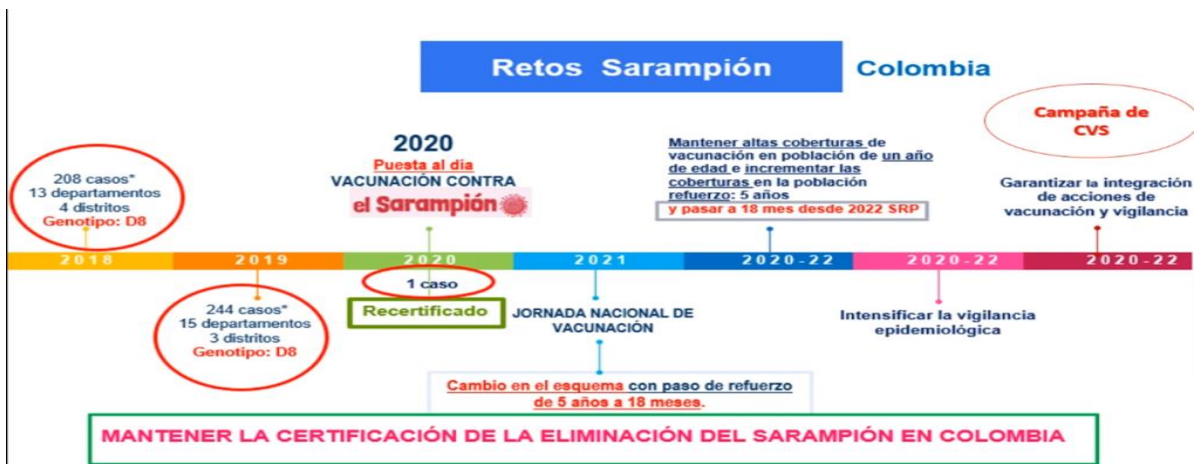 Retos Sarampión
Colombia
208 casos*
13 departamentos
4 distritos
Genotipo: D8
2020
Puesta al día
VACUNACIÓN CONTRA
el Sarampión
Mantener altas coberturas de
vacunación en población de un año
de edad e incrementar las
coberturas en la población
refuerzo: 5 años
y pasar a 18 mes desde 2022 SRP
Campaña de
CVS
Garantizar la integración
de acciones de
vacunación y vigilancia
2018
2019
2020
2021
2020-22
2020-22
2020-22
244 casos*
15 departamentos
3 distritos
Genotipo: D8
1 caso
Recertificado
JORNADA NACIONAL DE
VACUNACIÓN
Intensificar la vigilancia
epidemiológica
Cambio en el esquema con paso de refuerzo
de 5 años a 18 meses.
MANTENER LA CERTIFICACIÓN DE LA ELIMINACIÓN DEL SARAMPIÓN EN COLOMBIA